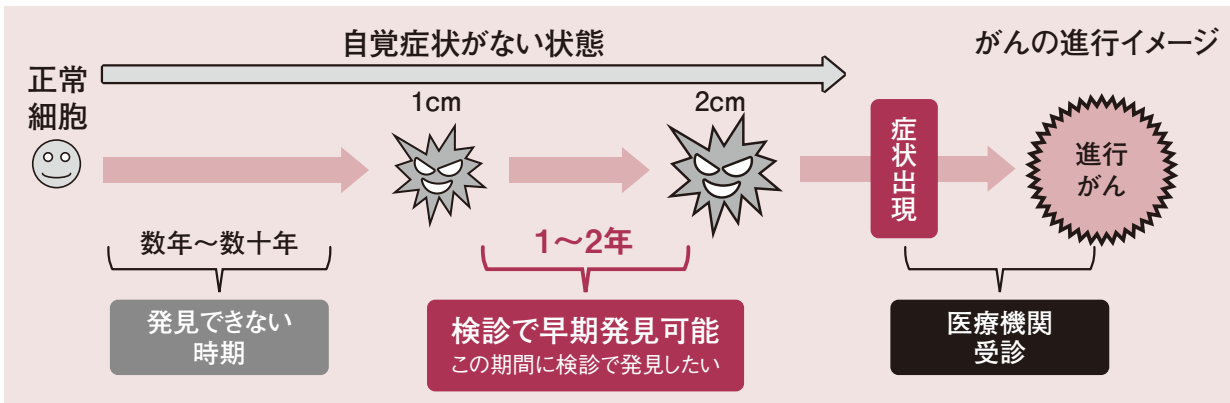 自覚症状がない状態
がんの進行イメージ
正常
細胞
1cm
2cm
症状出現
進行
がん
数年～数十年
1～2年
発見できない
時期
検診で早期発見可能
この期間に検診で発見したい
医療機関
受診